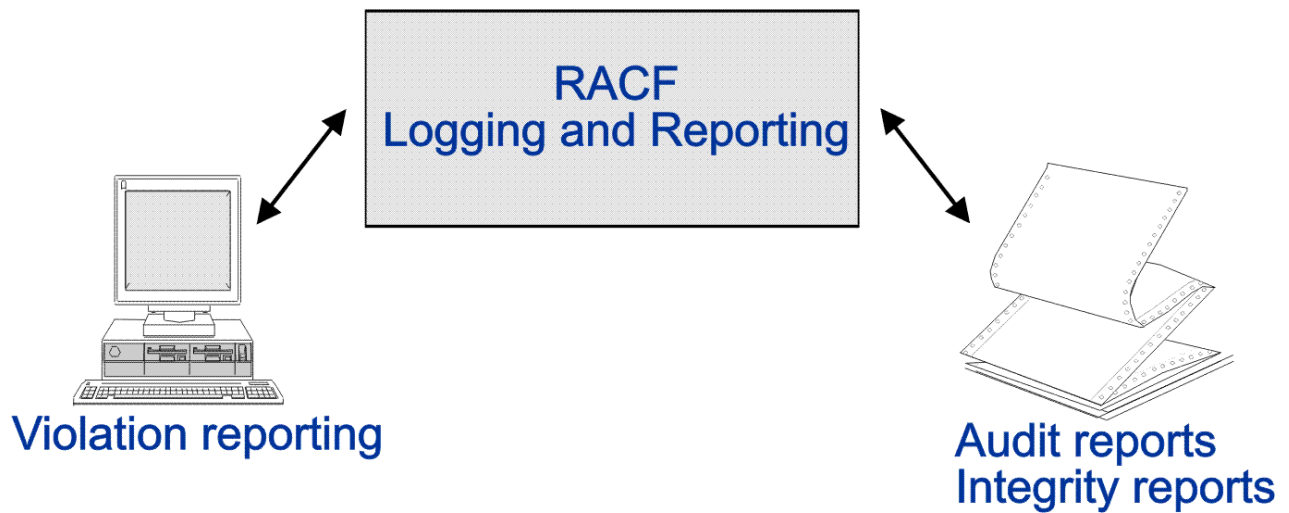 RACF
Logging and Reporting
Violation reporting
Audit reports
Integrity reports